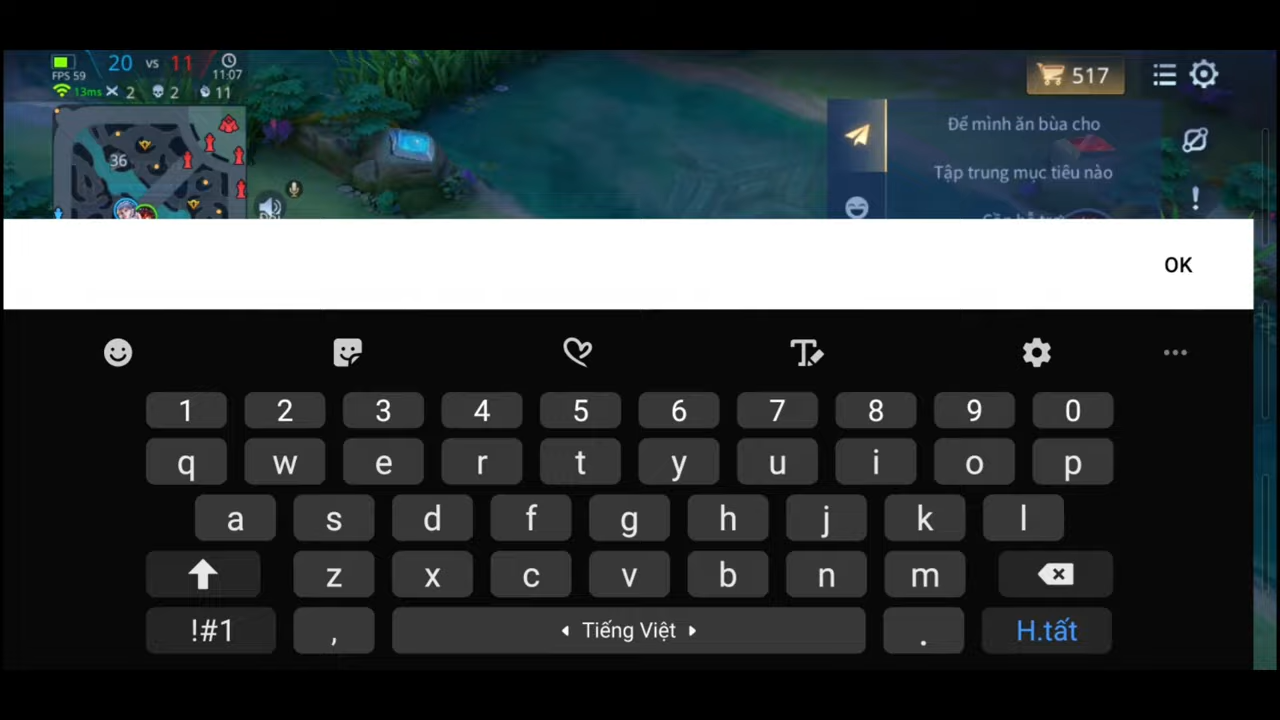 20 vs 11 11:07
FPS 59
13ms 2 2 11
517
36
Để mình ăn bùa cho
Tập trung mục tiêu nào
OK
1 2 3 4 5 6 7 8 9 0
q w e r t y u i o p
a s d f g h j k l
z x c v b n m
!#1 , Tiếng Việt . H.tất